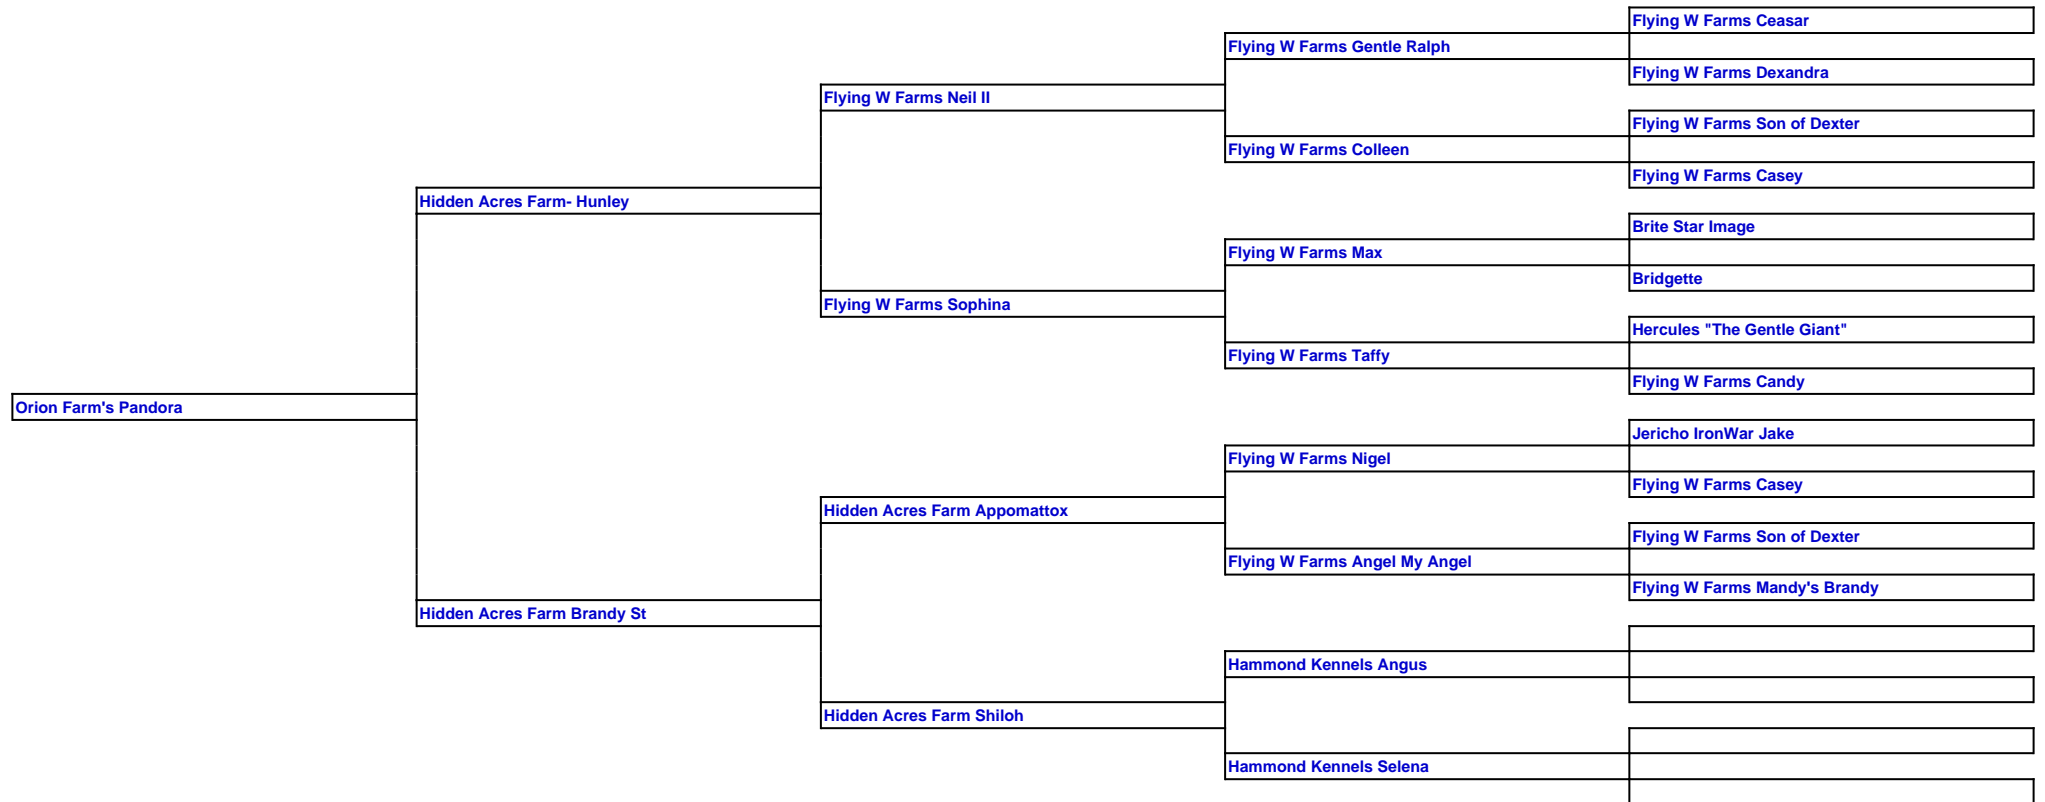 Flying W Farms Ceasar
Flying W Farms Gentle Ralph
Flying W Farms Dexandra
Flying W Farms Neil II
Flying W Farms Son of Dexter
Flying W Farms Colleen
Flying W Farms Casey
Hidden Acres Farm- Hunley
Brite Star Image
Flying W Farms Max
Bridgette
Flying W Farms Sophina
Hercules "The Gentle Giant"
Flying W Farms Taffy
Flying W Farms Candy
Orion Farm's Pandora
Jericho IronWar Jake
Flying W Farms Nigel
Flying W Farms Casey
Hidden Acres Farm Appomattox
Flying W Farms Son of Dexter
Flying W Farms Angel My Angel
Flying W Farms Mandy's Brandy
Hidden Acres Farm Brandy St
Hammond Kennels Angus
Hidden Acres Farm Shiloh
Hammond Kennels Selena